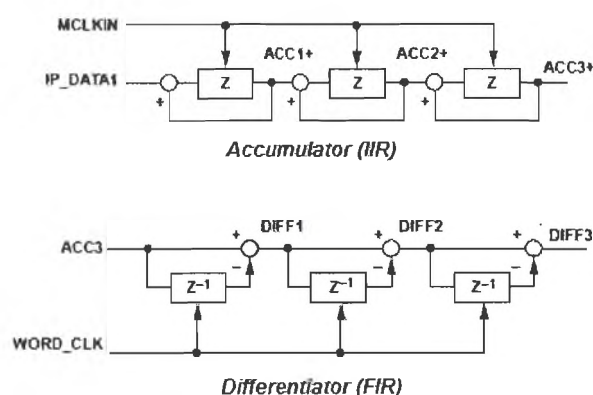 MCLKIN
ACC1+ ACC2+ ACC3+
IP_DATA1 Z Z Z
+ + +
Accumulator (IIR)
DIFF1 DIFF2 DIFF3
ACC3 + + +
− − −
Z−1 Z−1 Z−1
WORD_CLK
Differentiator (FIR)